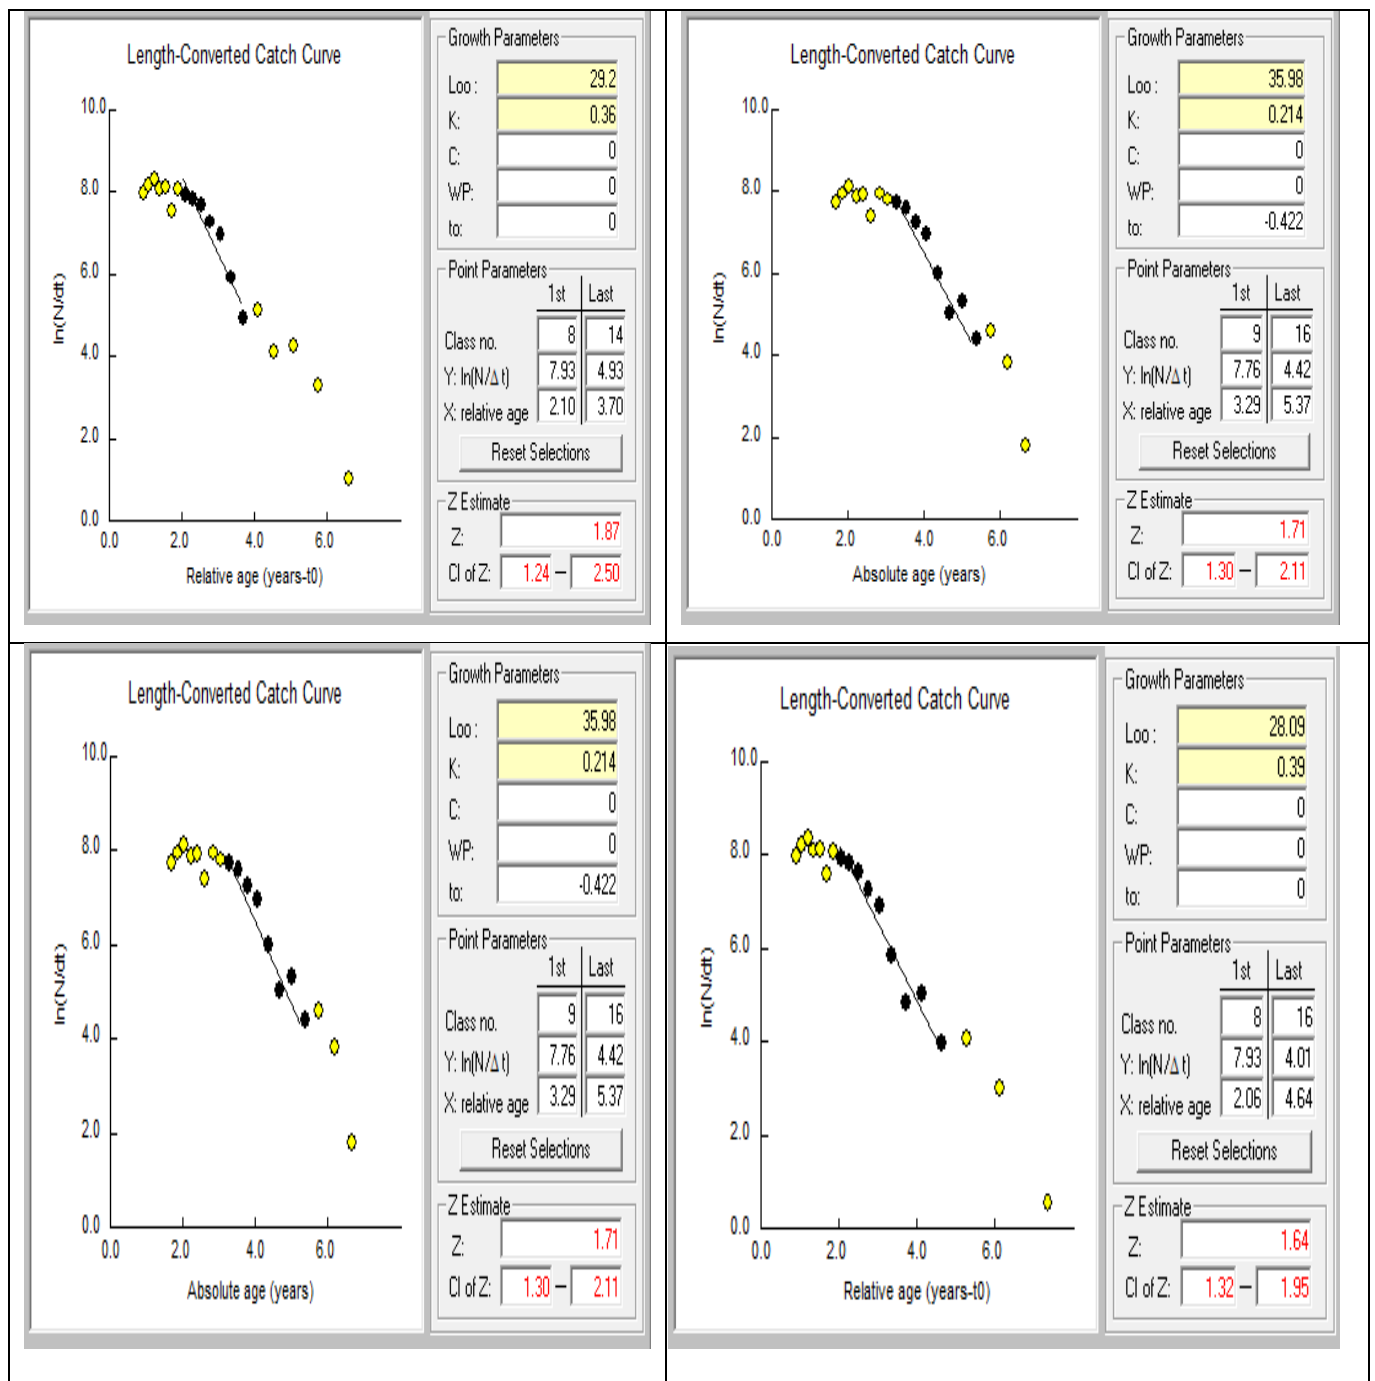 Length-Converted Catch Curve
10.0
8.0
6.0
4.0
2.0
0.0
ln(N/dt)
0.0 2.0 4.0 6.0
Relative age (years-t0)
Growth Parameters
Loo : 29.2
K: 0.36
C: 0
WP: 0
to: 0
Point Parameters
1st Last
Class no. 8 14
Y: ln(N/Δ t) 7.93 4.93
X: relative age 2.10 3.70
Reset Selections
Z Estimate
Z: 1.87
CI of Z: 1.24 – 2.50
Length-Converted Catch Curve
10.0
8.0
6.0
4.0
2.0
0.0
ln(N/dt)
0.0 2.0 4.0 6.0
Absolute age (years)
Growth Parameters
Loo : 35.98
K: 0.214
C: 0
WP: 0
to: -0.422
Point Parameters
1st Last
Class no. 9 16
Y: ln(N/Δ t) 7.76 4.42
X: relative age 3.29 5.37
Reset Selections
Z Estimate
Z: 1.71
CI of Z: 1.30 – 2.11
Length-Converted Catch Curve
10.0
8.0
6.0
4.0
2.0
0.0
ln(N/dt)
0.0 2.0 4.0 6.0
Absolute age (years)
Growth Parameters
Loo : 35.98
K: 0.214
C: 0
WP: 0
to: -0.422
Point Parameters
1st Last
Class no. 9 16
Y: ln(N/Δ t) 7.76 4.42
X: relative age 3.29 5.37
Reset Selections
Z Estimate
Z: 1.71
CI of Z: 1.30 – 2.11
Length-Converted Catch Curve
10.0
8.0
6.0
4.0
2.0
0.0
ln(N/dt)
0.0 2.0 4.0 6.0
Relative age (years-t0)
Growth Parameters
Loo : 28.09
K: 0.39
C: 0
WP: 0
to: 0
Point Parameters
1st Last
Class no. 8 16
Y: ln(N/Δ t) 7.93 4.01
X: relative age 2.06 4.64
Reset Selections
Z Estimate
Z: 1.64
CI of Z: 1.32 – 1.95